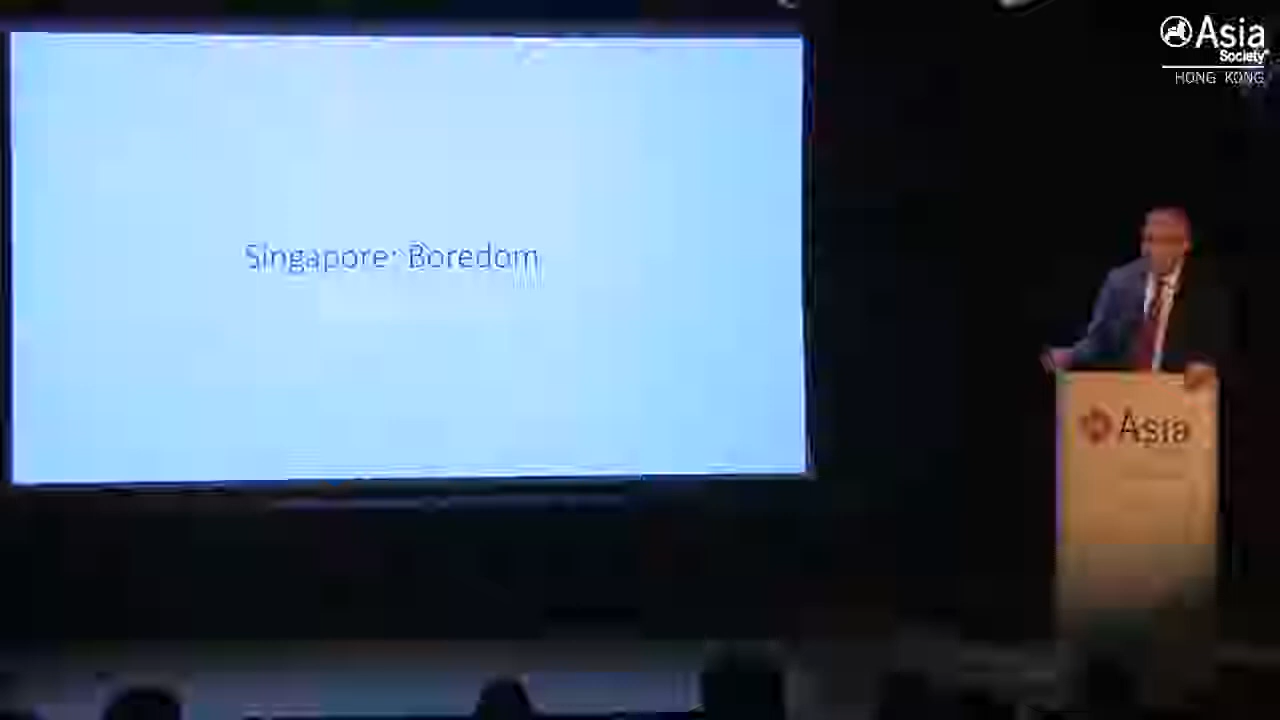 Singapore: Boredom
Asia
Society
HONG KONG
Asia